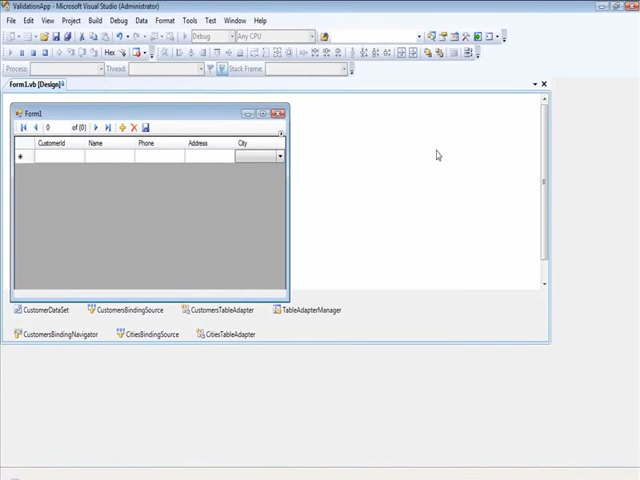 ValidationApp - Microsoft Visual Studio (Administrator)
File Edit View Project Build Debug Data Format Tools Test Window Help
Debug Any CPU
Hex
Process: Thread: Stack Frame:
Form1.vb [Design]
Form1
0 of {0}
CustomerId Name Phone Address City
CustomerDataSet CustomersBindingSource CustomersTableAdapter TableAdapterManager
CustomersBindingNavigator CitiesBindingSource CitiesTableAdapter